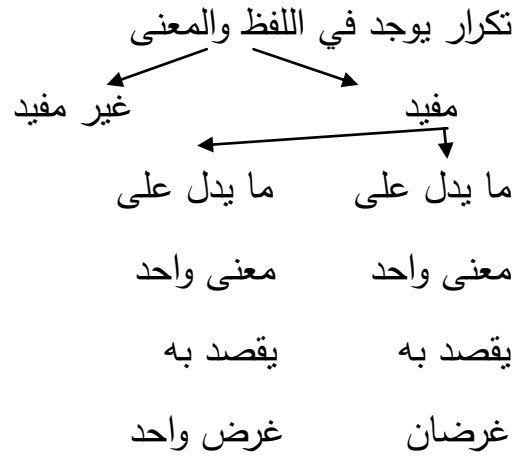 تكرار يوجد في اللفظ والمعنى
مفيد غير مفيد
ما يدل على ما يدل على
معنى واحد معنى واحد
يقصد به يقصد به
غرضان غرض واحد